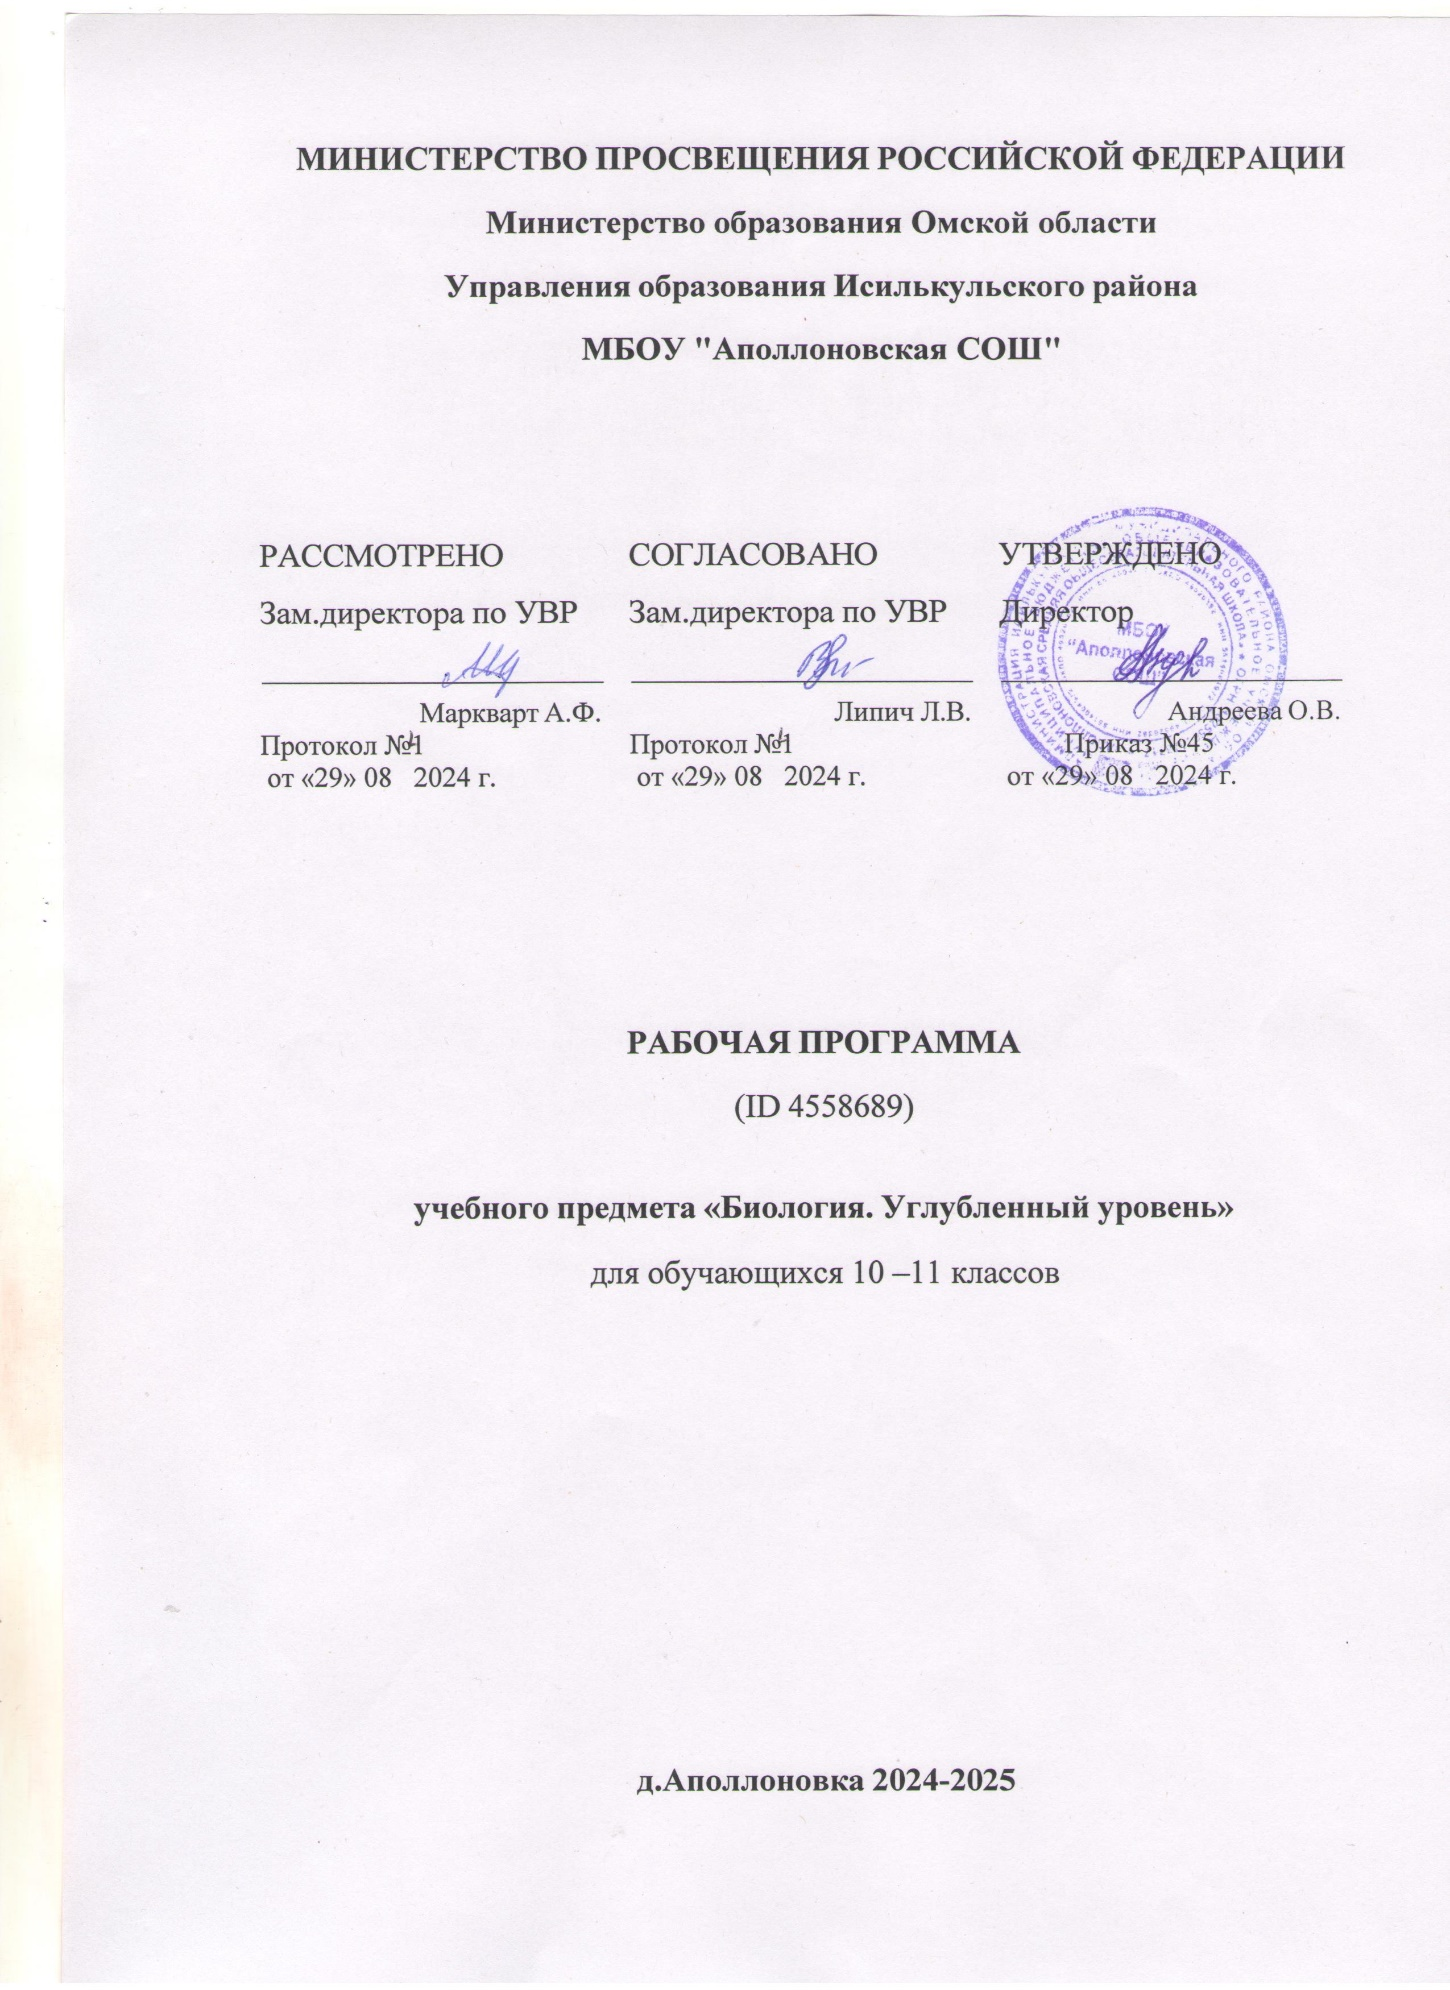 МИНИСТЕРСТВО ПРОСВЕЩЕНИЯ РОССИЙСКОЙ ФЕДЕРАЦИИ
Министерство образования Омской области
Управления образования Исилькульского района
МБОУ "Аполлоновская СОШ"
РАССМОТРЕНО
Зам.директора по УВР
Маркварт А.Ф.
Протокол №1
от «29» 08 2024 г.
СОГЛАСОВАНО
Зам.директора по УВР
Липич Л.В.
Протокол №1
от «29» 08 2024 г.
УТВЕРЖДЕНО
Директор
Андреева О.В.
Приказ №45
от «29» 08 2024 г.
МБОУ
"Аполлоновская
РАБОЧАЯ ПРОГРАММА
(ID 4558689)
учебного предмета «Биология. Углубленный уровень»
для обучающихся 10 –11 классов
д.Аполлоновка 2024-2025